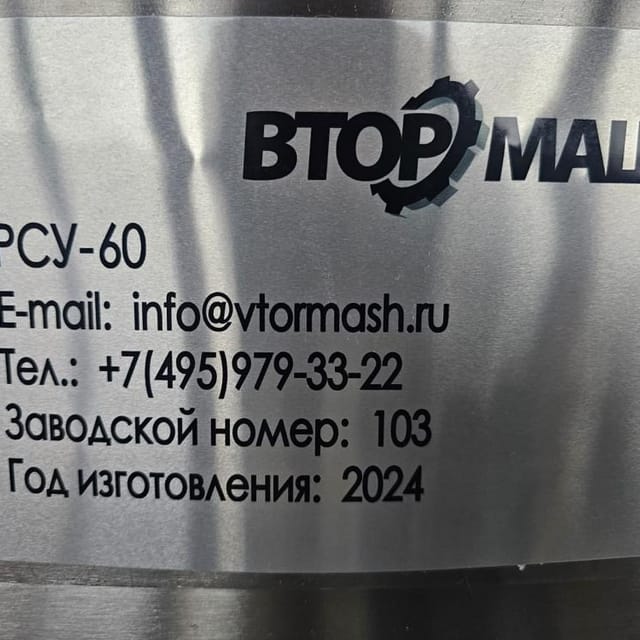 ВТОРМАШ
РСУ-60
E-mail: info@vtormash.ru
Тел.: +7(495)979-33-22
Заводской номер: 103
Год изготовления: 2024